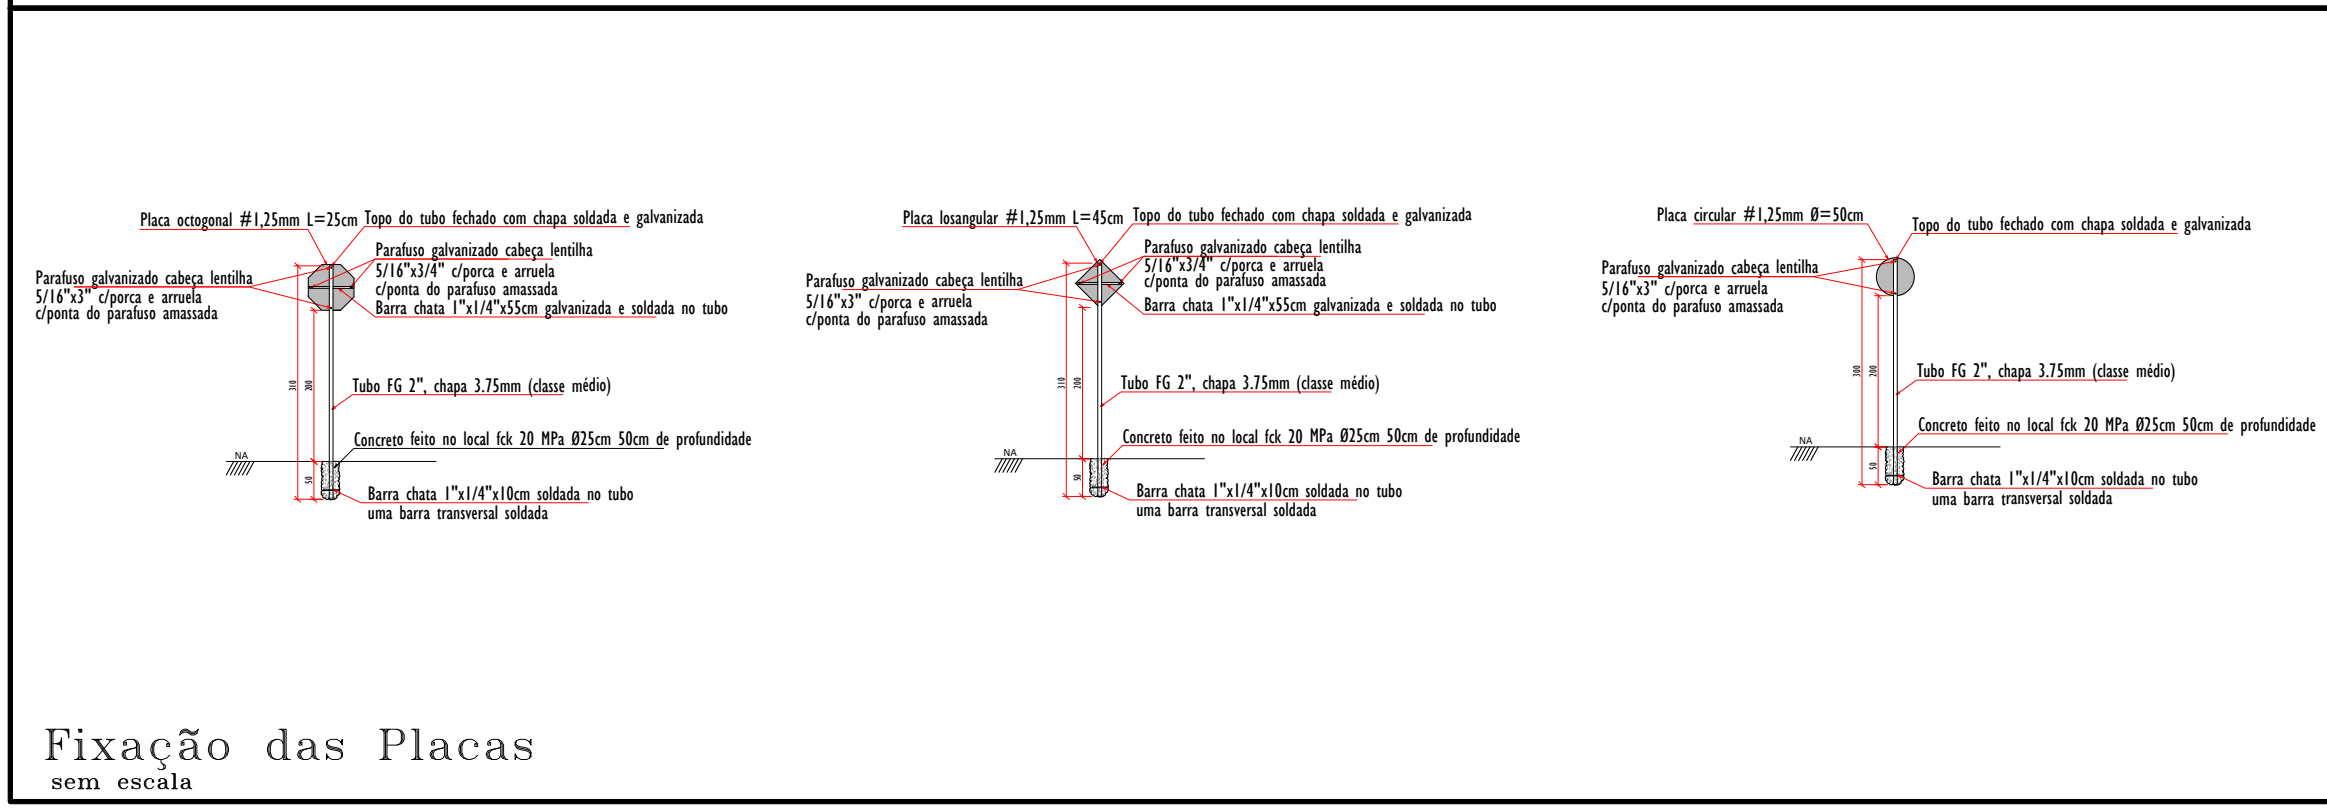 Placa octogonal #1,25mm L=25cm
Topo do tubo fechado com chapa soldada e galvanizada
Parafuso galvanizado cabeça lentilha
5/16"x3/4" c/porca e arruela
c/ponta do parafuso amassada
Parafuso galvanizado cabeça lentilha
5/16"x3" c/porca e arruela
c/ponta do parafuso amassada
Barra chata 1"x1/4"x55cm galvanizada e soldada no tubo
310
200
Tubo FG 2", chapa 3.75mm (classe médio)
Concreto feito no local fck 20 MPa Ø25cm 50cm de profundidade
NA
50
Barra chata 1"x1/4"x10cm soldada no tubo
uma barra transversal soldada
Placa losangular #1,25mm L=45cm
Topo do tubo fechado com chapa soldada e galvanizada
Parafuso galvanizado cabeça lentilha
5/16"x3/4" c/porca e arruela
c/ponta do parafuso amassada
Parafuso galvanizado cabeça lentilha
5/16"x3" c/porca e arruela
c/ponta do parafuso amassada
Barra chata 1"x1/4"x55cm galvanizada e soldada no tubo
310
200
Tubo FG 2", chapa 3.75mm (classe médio)
Concreto feito no local fck 20 MPa Ø25cm 50cm de profundidade
NA
50
Barra chata 1"x1/4"x10cm soldada no tubo
uma barra transversal soldada
Placa circular #1,25mm Ø=50cm
Topo do tubo fechado com chapa soldada e galvanizada
Parafuso galvanizado cabeça lentilha
5/16"x3" c/porca e arruela
c/ponta do parafuso amassada
300
200
Tubo FG 2", chapa 3.75mm (classe médio)
Concreto feito no local fck 20 MPa Ø25cm 50cm de profundidade
NA
50
Barra chata 1"x1/4"x10cm soldada no tubo
uma barra transversal soldada
Fixação das Placas
sem escala